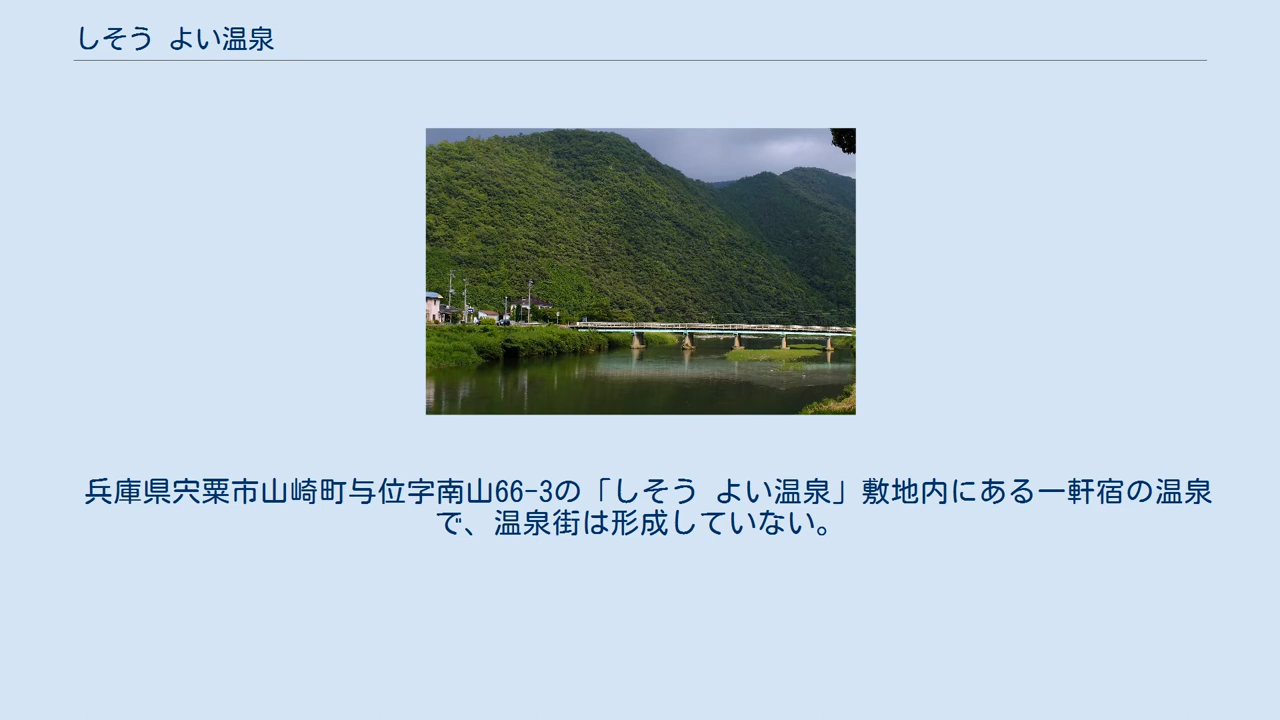 しそう よい温泉
兵庫県宍粟市山崎町与位字南山66-3の「しそう よい温泉」敷地内にある一軒宿の温泉
で、温泉街は形成していない。